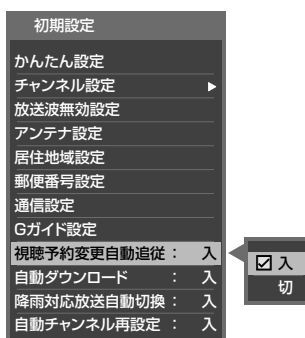 初期設定
かんたん設定
チャンネル設定
放送波無効設定
アンテナ設定
居住地域設定
郵便番号設定
通信設定
Gガイド設定
視聴予約変更自動追従： 入
自動ダウンロード ： 入
降雨対応放送自動切換： 入
自動チャンネル再設定 ： 入
入
切